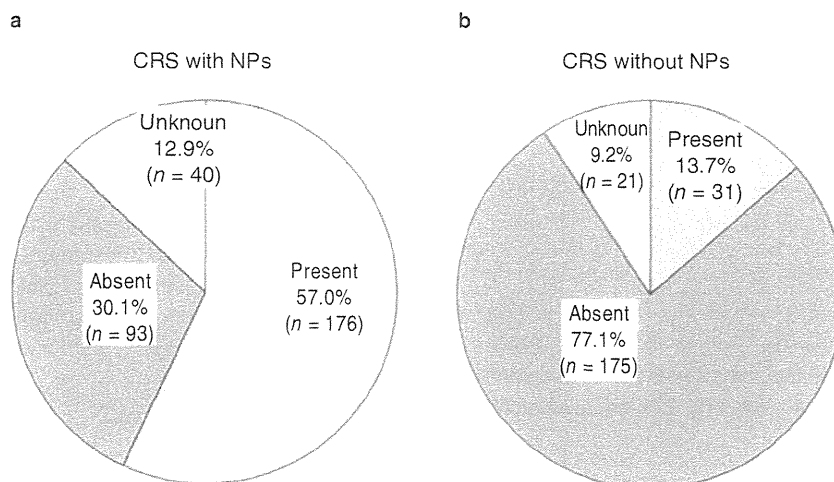 a
CRS with NPs
Unknoun
12.9%
(n = 40)
Absent
30.1%
(n = 93)
Present
57.0%
(n = 176)
b
CRS without NPs
Unknoun
9.2%
(n = 21)
Present
13.7%
(n = 31)
Absent
77.1%
(n = 175)